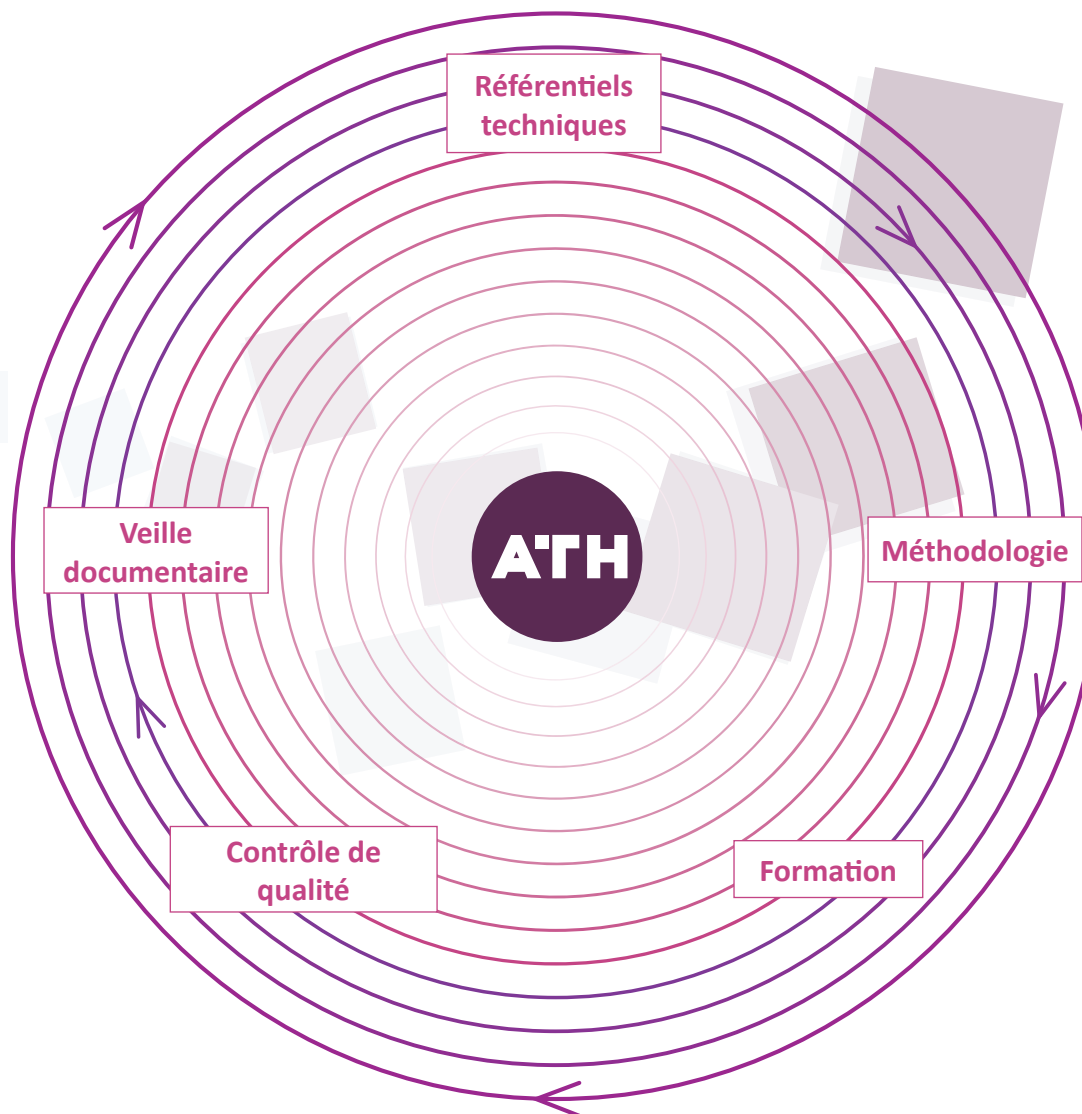 Référentiels
techniques
Veille
documentaire
ATH
Méthodologie
Contrôle de
qualité
Formation